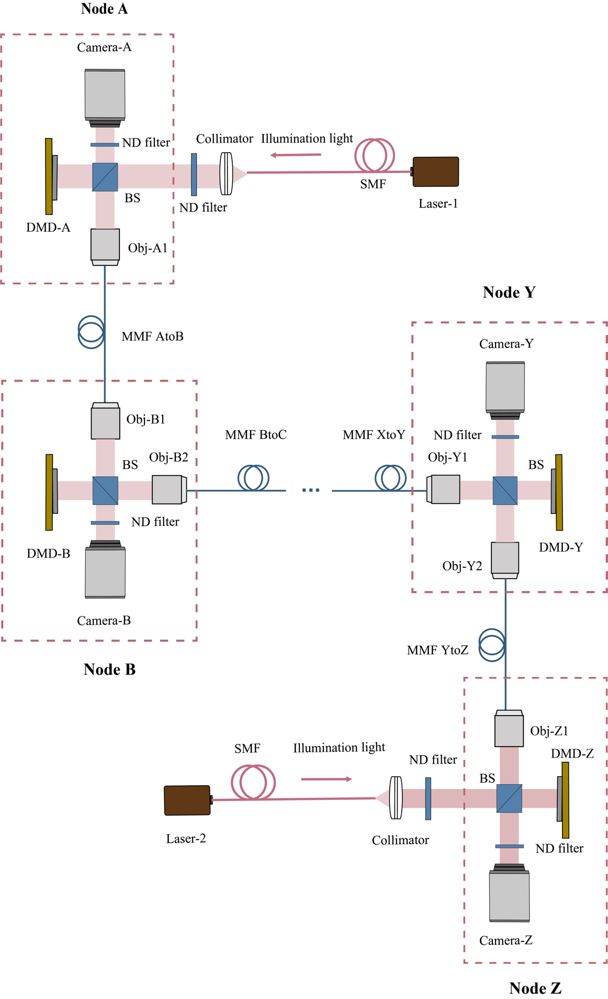 Node A
Camera-A
ND filter
Collimator
Illumination light
SMF
BS
ND filter
Laser-1
DMD-A
Obj-A1
Node Y
MMF AtoB
Camera-Y
Obj-B1
MMF BtoC
MMF XtoY
ND filter
Obj-B2
Obj-Y1
BS
BS
ND filter
DMD-B
DMD-Y
Obj-Y2
Camera-B
MMF YtoZ
Node B
Obj-Z1
SMF
Illumination light
DMD-Z
ND filter
BS
Laser-2
Collimator
ND filter
Camera-Z
Node Z